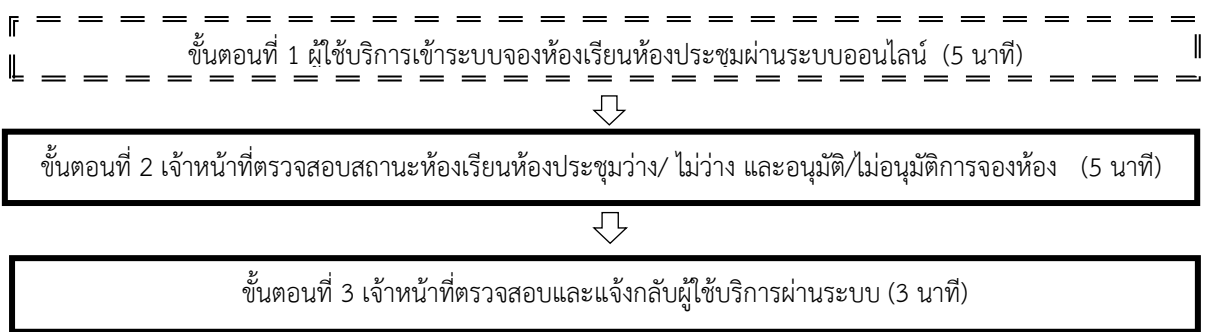 ขั้นตอนที่ 1 ผู้ใช้บริการเข้าระบบจองห้องเรียนห้องประชุมผ่านระบบออนไลน์ (5 นาที)
ขั้นตอนที่ 2 เจ้าหน้าที่ตรวจสอบสถานะห้องเรียนห้องประชุมว่าง/ ไม่ว่าง และอนุมัติ/ไม่อนุมัติการจองห้อง (5 นาที)
ขั้นตอนที่ 3 เจ้าหน้าที่ตรวจสอบและแจ้งกลับผู้ใช้บริการผ่านระบบ (3 นาที)